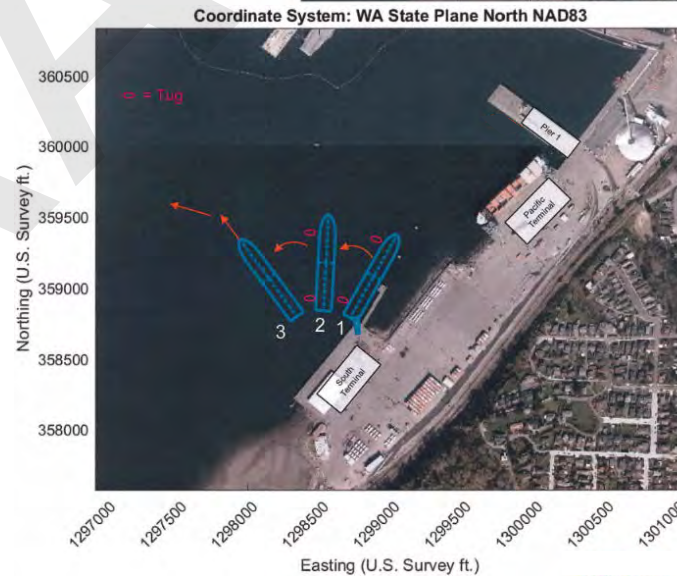 Coordinate System: WA State Plane North NAD83
360500
= Tug
360000
Pier 1
359500
Pacific
Terminal
359000
3
2
1
358500
South
Terminal
358000
Northing (U.S. Survey ft.)
1297000
1297500
1298000
1298500
1299000
1299500
1300000
1300500
Easting (U.S. Survey ft.)